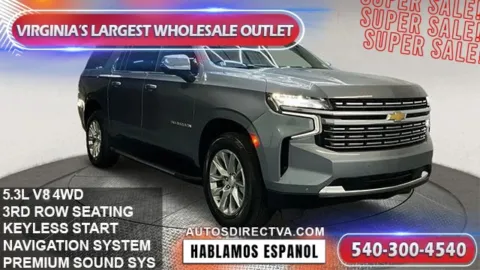 VIRGINIA'S LARGEST WHOLESALE OUTLET
SUPER SALE!
SUPER SALE!
SUPER SALE!
5.3L V8 4WD
3RD ROW SEATING
KEYLESS START
NAVIGATION SYSTEM
PREMIUM SOUND SYS
AUTOSDIRECTVA.COM
HABLAMOS ESPANOL
540-300-4540